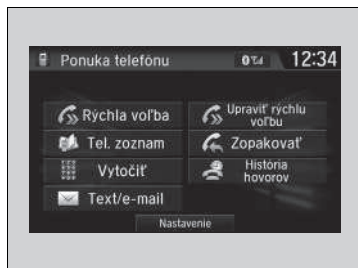 Ponuka telefónu
12:34
Rýchla voľba
Upraviť rýchlu
voľbu
Tel. zoznam
Zopakovať
Vytočiť
História
hovorov
Text/e-mail
Nastavenie